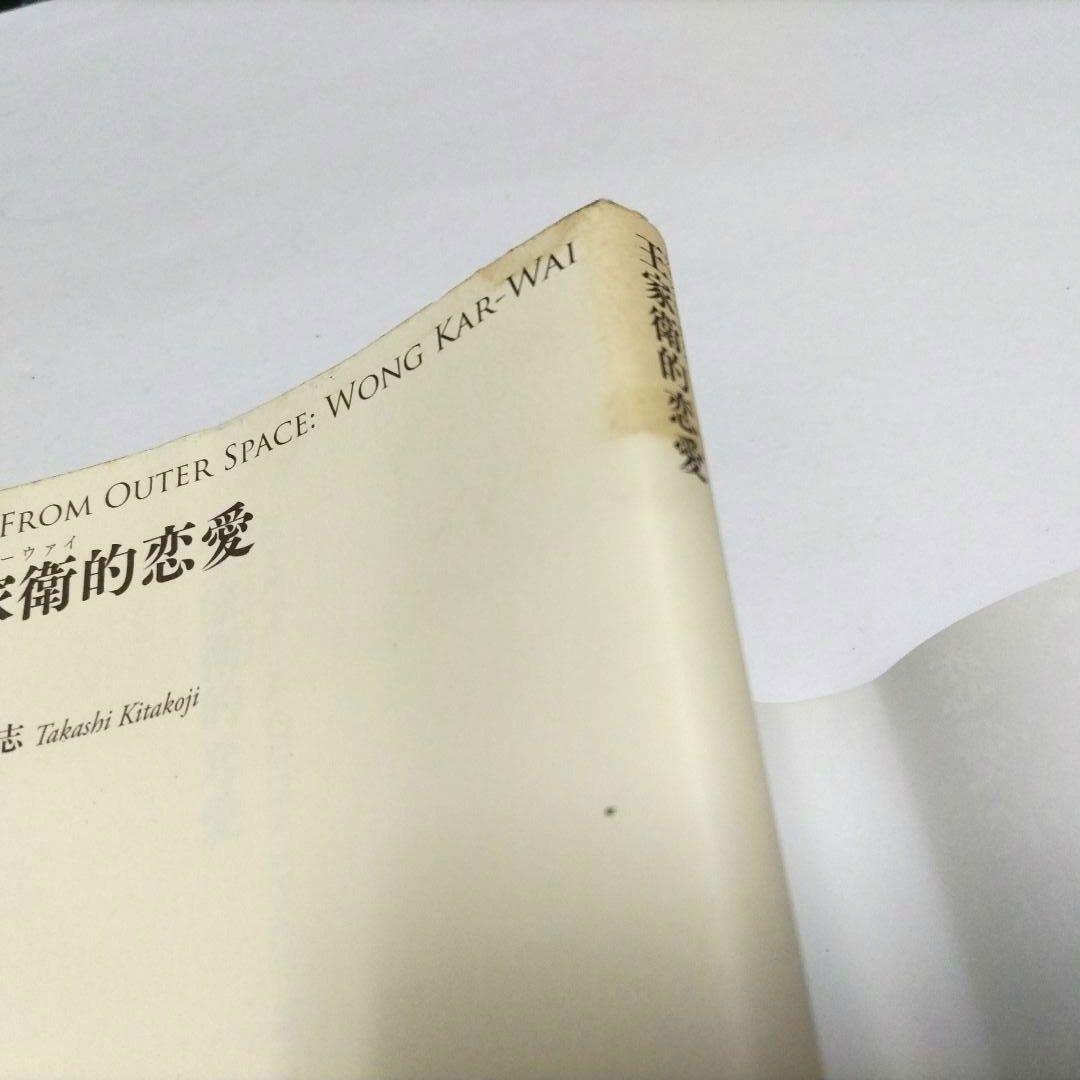 FROM OUTER SPACE: WONG KAR-WAI
ーウァイ
家衛的恋愛
志 Takashi Kitakoji
王家衛的恋愛